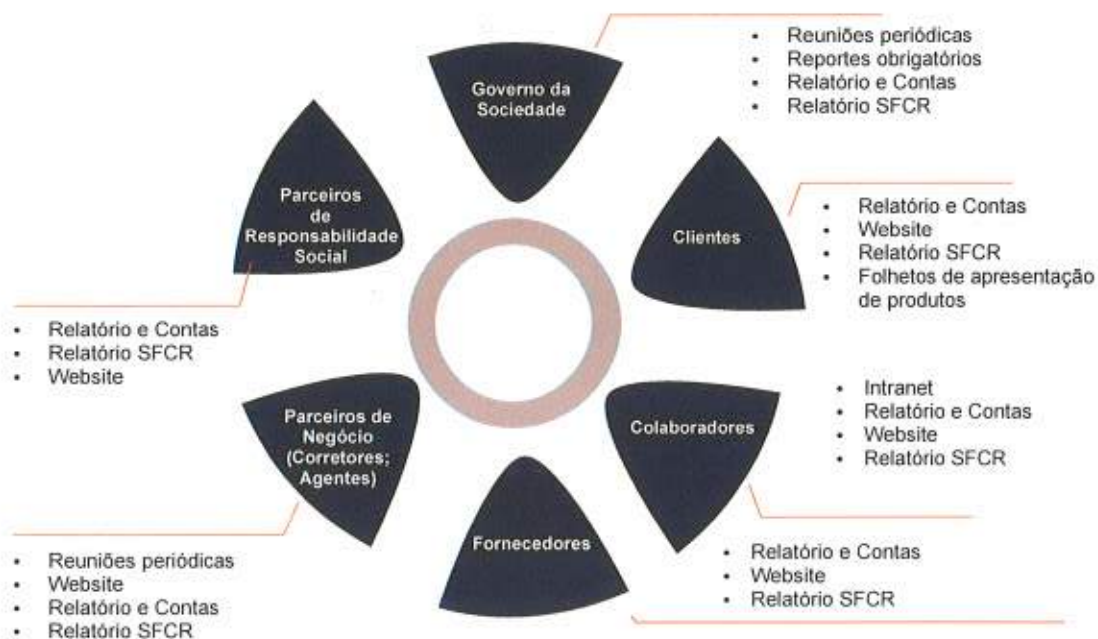 Governo da
Sociedade
• Reuniões periódicas
• Reportes obrigatórios
• Relatório e Contas
• Relatório SFCR
Clientes
• Relatório e Contas
• Website
• Relatório SFCR
• Folhetos de apresentação
de produtos
Colaboradores
• Intranet
• Relatório e Contas
• Website
• Relatório SFCR
Fornecedores
• Relatório e Contas
• Website
• Relatório SFCR
Parceiros de
Negócio
(Corretores;
Agentes)
• Reuniões periódicas
• Website
• Relatório e Contas
• Relatório SFCR
Parceiros
de
Responsabilidade
Social
• Relatório e Contas
• Relatório SFCR
• Website